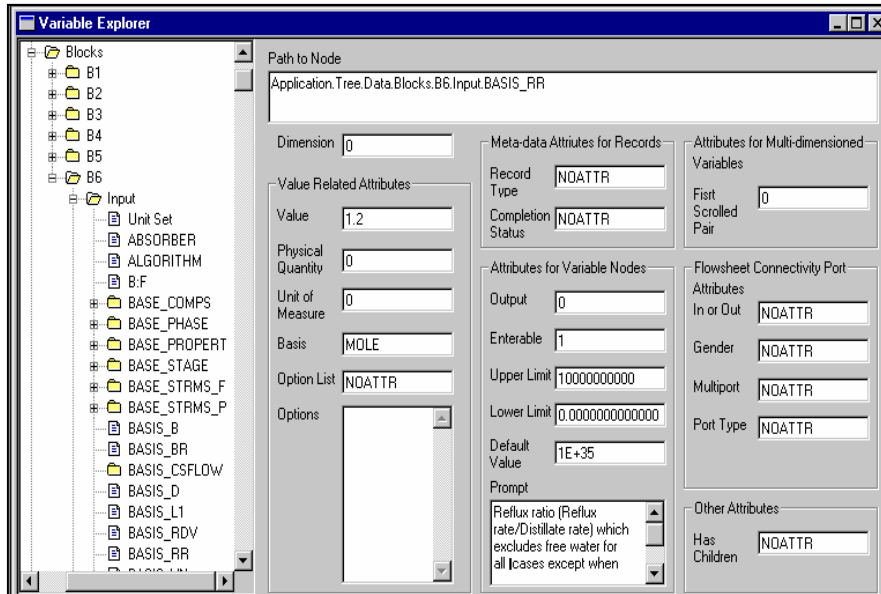 Variable Explorer
Blocks
B1
B2
B3
B4
B5
B6
Input
Unit Set
ABSORBER
ALGORITHM
B:F
BASE_COMPS
BASE_PHASE
BASE_PROPERT
BASE_STAGE
BASE_STRMS_F
BASE_STRMS_P
BASIS_B
BASIS_BR
BASIS_CSFLOW
BASIS_D
BASIS_L1
BASIS_RDV
BASIS_RR
Path to Node
Application.Tree.Data.Blocks.B6.Input.BASIS_RR
Dimension 0
Value Related Attributes
Value 1.2
Physical
Quantity 0
Unit of
Measure 0
Basis MOLE
Option List NOATTR
Options
Meta-data Attriutes for Records
Record
Type NOATTR
Completion
Status NOATTR
Attributes for Variable Nodes
Output 0
Enterable 1
Upper Limit 10000000000
Lower Limit 0.0000000000000
Default
Value 1E+35
Prompt
Reflux ratio (Reflux
rate/Distillate rate) which
excludes free water for
all lcases except when
Attributes for Multi-dimensioned
Variables
Fisrt
Scrolled
Pair 0
Flowsheet Connectivity Port
Attributes
In or Out NOATTR
Gender NOATTR
Multiport NOATTR
Port Type NOATTR
Other Attributes
Has
Children NOATTR